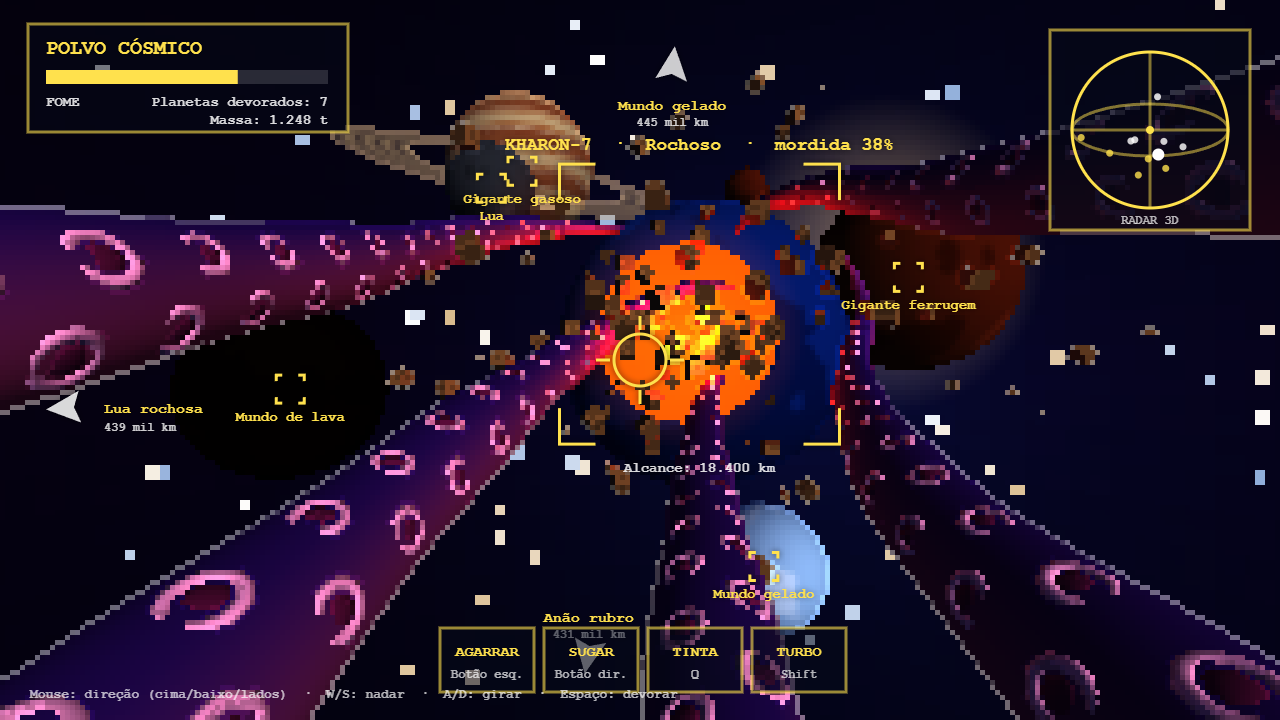 POLVO CÓSMICO
FOME
Planetas devorados: 7
Massa: 1.248 t
Mundo gelado
445 mil km
KHARON-7 · Rochoso · mordida 38%
Gigante gasoso
Lua
RADAR 3D
Gigante ferrugem
Lua rochosa
439 mil km
Mundo de lava
Alcance: 18.400 km
Mundo gelado
Anão rubro
431 mil km
AGARRAR
Botão esq.
SUGAR
Botão dir.
TINTA
Q
TURBO
Shift
Mouse: direção (cima/baixo/lados) · W/S: nadar · A/D: girar · Espaço: devorar